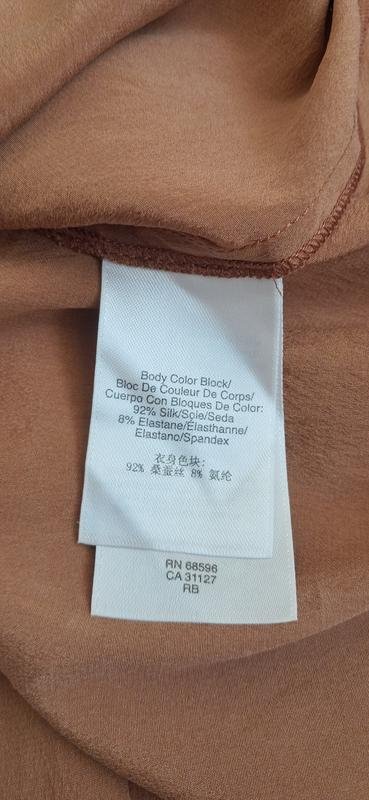 Body Color Block/
Bloc De Couleur De Corps/
Cuerpo Con Bloques De Color:
92% Silk/Soie/Seda
8% Elastane/Élasthanne/
Elastano/Spandex
衣身色块:
92% 桑蚕丝 8% 氨纶
RN 68596
CA 31127
RB